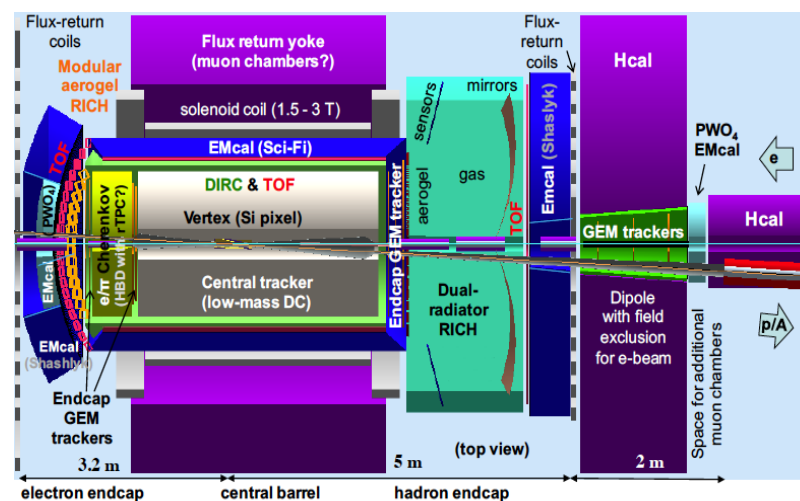 Flux-return
coils
Modular
aerogel
RICH
TOF
EMcal
(PWO₄)
EMcal
(Shashlyk)
Endcap
GEM
trackers
Flux return yoke
(muon chambers?)
solenoid coil (1.5 - 3 T)
EMcal (Sci-Fi)
e/π Cherenkov
(HBD with rTPC?)
DIRC & TOF
Vertex (Si pixel)
Central tracker
(low-mass DC)
Endcap GEM tracker
sensors
mirrors
aerogel
gas
Dual-
radiator
RICH
TOF
Emcal (Shaslyk)
Flux-
return
coils
Hcal
PWO₄
EMcal
e
GEM trackers
Hcal
Dipole
with field
exclusion
for e-beam
p/A
Space for additional
muon chambers
(top view)
3.2 m
5 m
2 m
electron endcap
central barrel
hadron endcap